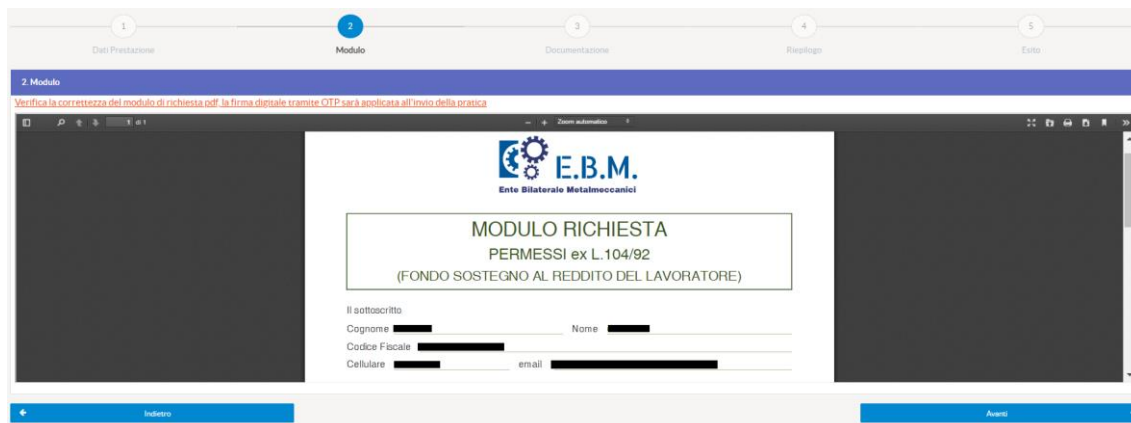 1 2 3 4 5
Dati Prestazione Modulo Documentazione Riepilogo Esito
2. Modulo
Verifica la correttezza del modulo di richiesta pdf, la firma digitale tramite OTP sarà applicata all'invio della pratica
1 di 1 Zoom automatico
E.B.M.
Ente Bilaterale Metalmeccanici
MODULO RICHIESTA
PERMESSI ex L.104/92
(FONDO SOSTEGNO AL REDDITO DEL LAVORATORE)
Il sottoscritto
Cognome Nome
Codice Fiscale
Cellulare email
Indietro Avanti